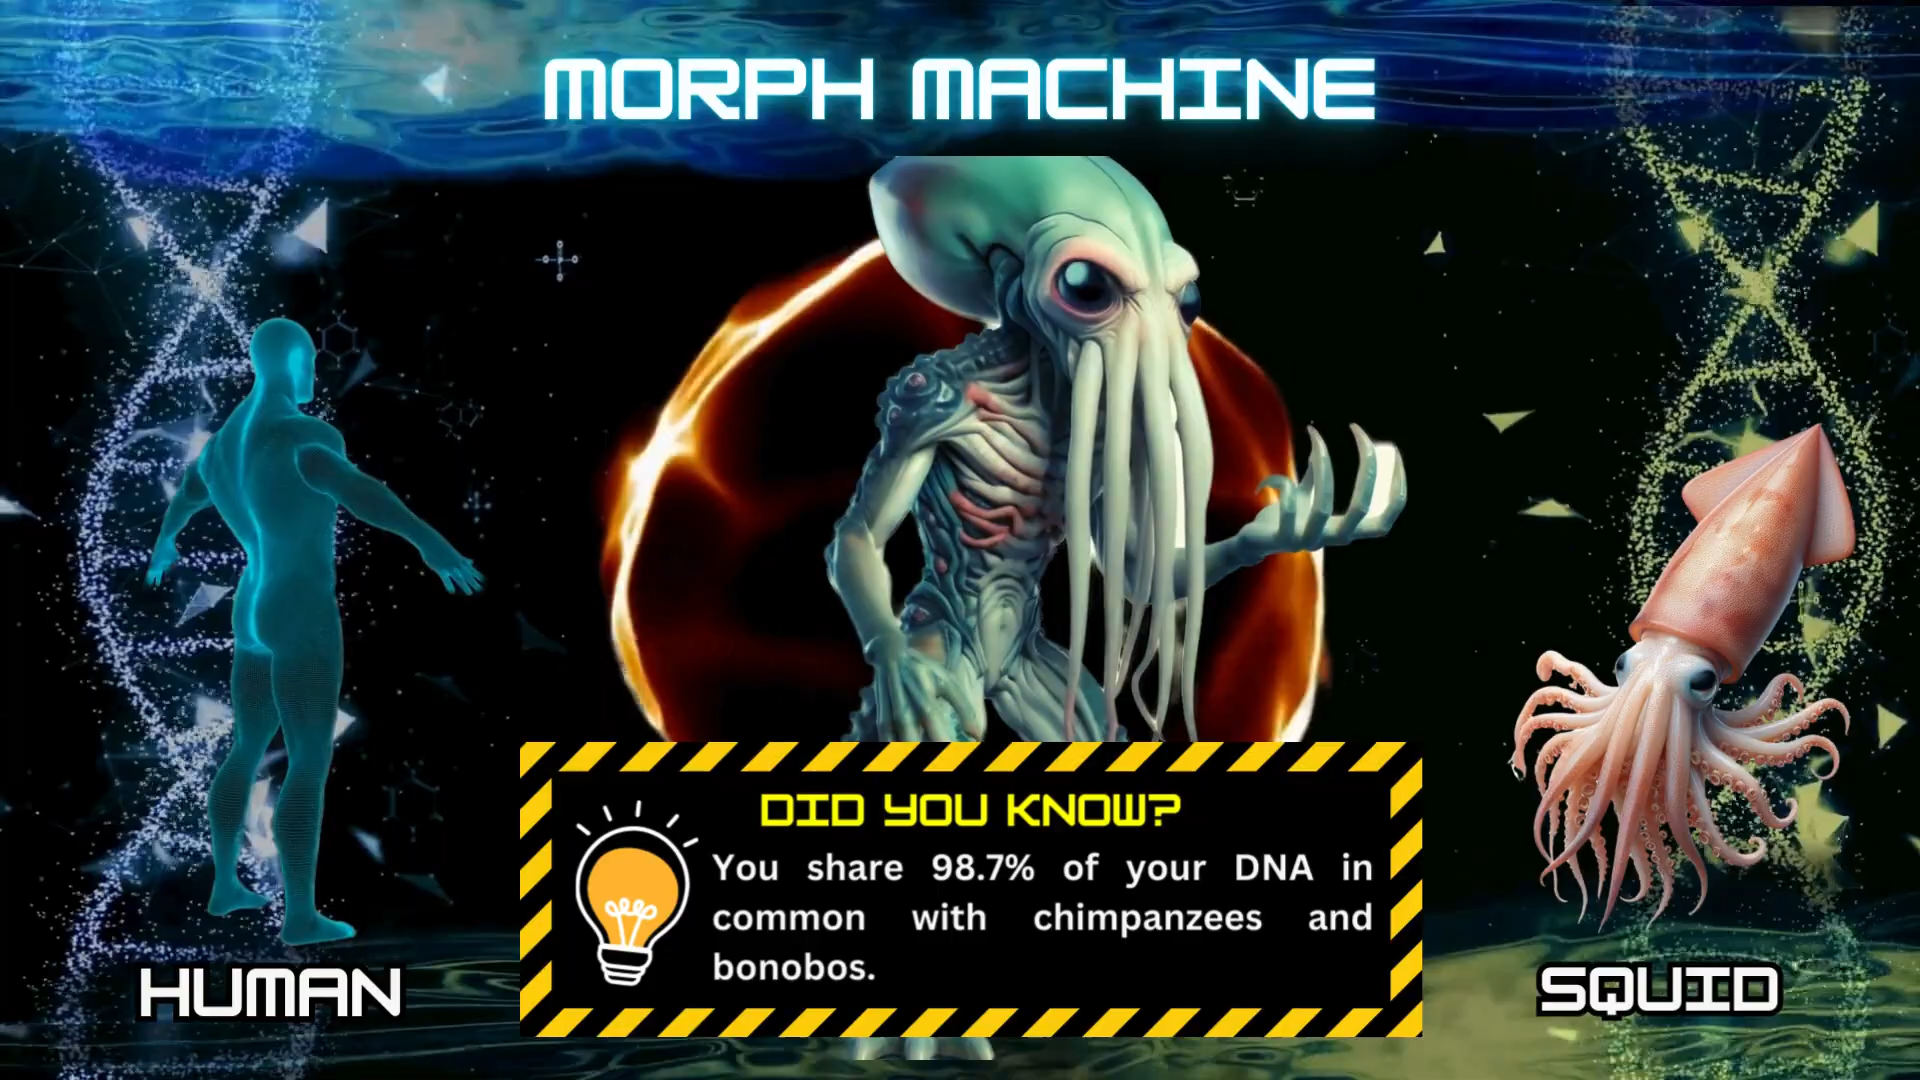 MORPH MACHINE
DID YOU KNOW?
You share 98.7% of your DNA in
common with chimpanzees and
bonobos.
HUMAN
SQUID